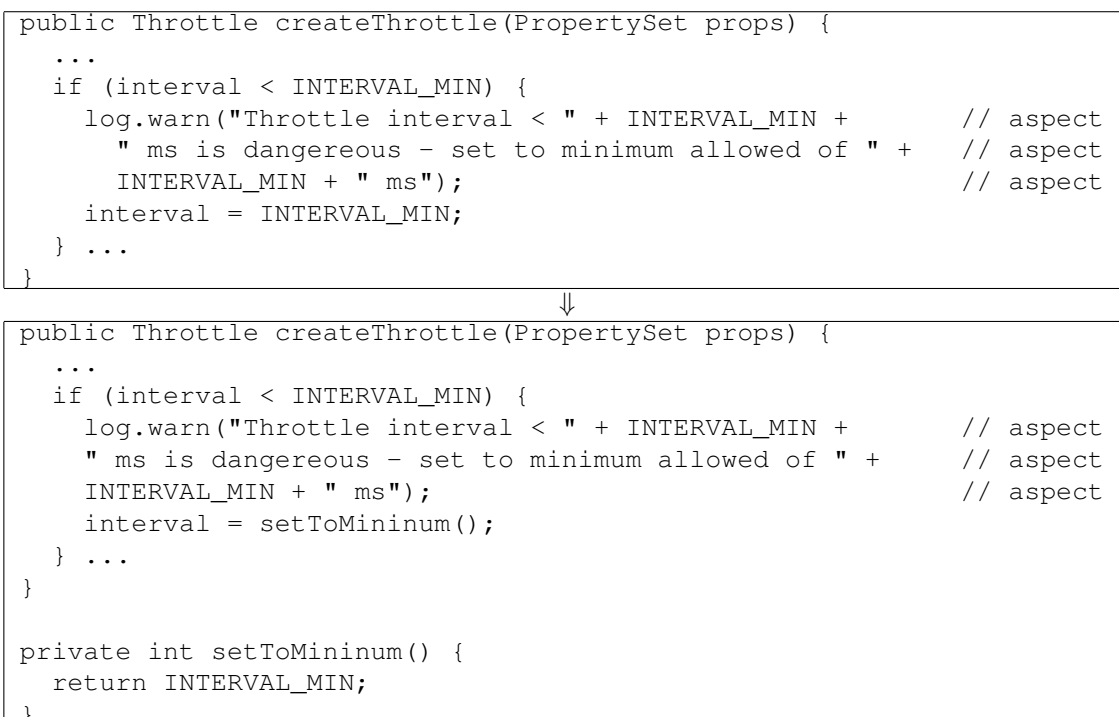 public Throttle createThrottle(PropertySet props) {
  ...
  if (interval < INTERVAL_MIN) {
    log.warn("Throttle interval < " + INTERVAL_MIN +       // aspect
      " ms is dangereous - set to minimum allowed of " +   // aspect
      INTERVAL_MIN + " ms");                               // aspect
    interval = INTERVAL_MIN;
  } ...
}
⇓
public Throttle createThrottle(PropertySet props) {
  ...
  if (interval < INTERVAL_MIN) {
    log.warn("Throttle interval < " + INTERVAL_MIN +       // aspect
    " ms is dangereous - set to minimum allowed of " +     // aspect
    INTERVAL_MIN + " ms");                                 // aspect
    interval = setToMininum();
  } ...
}

private int setToMininum() {
  return INTERVAL_MIN;
}